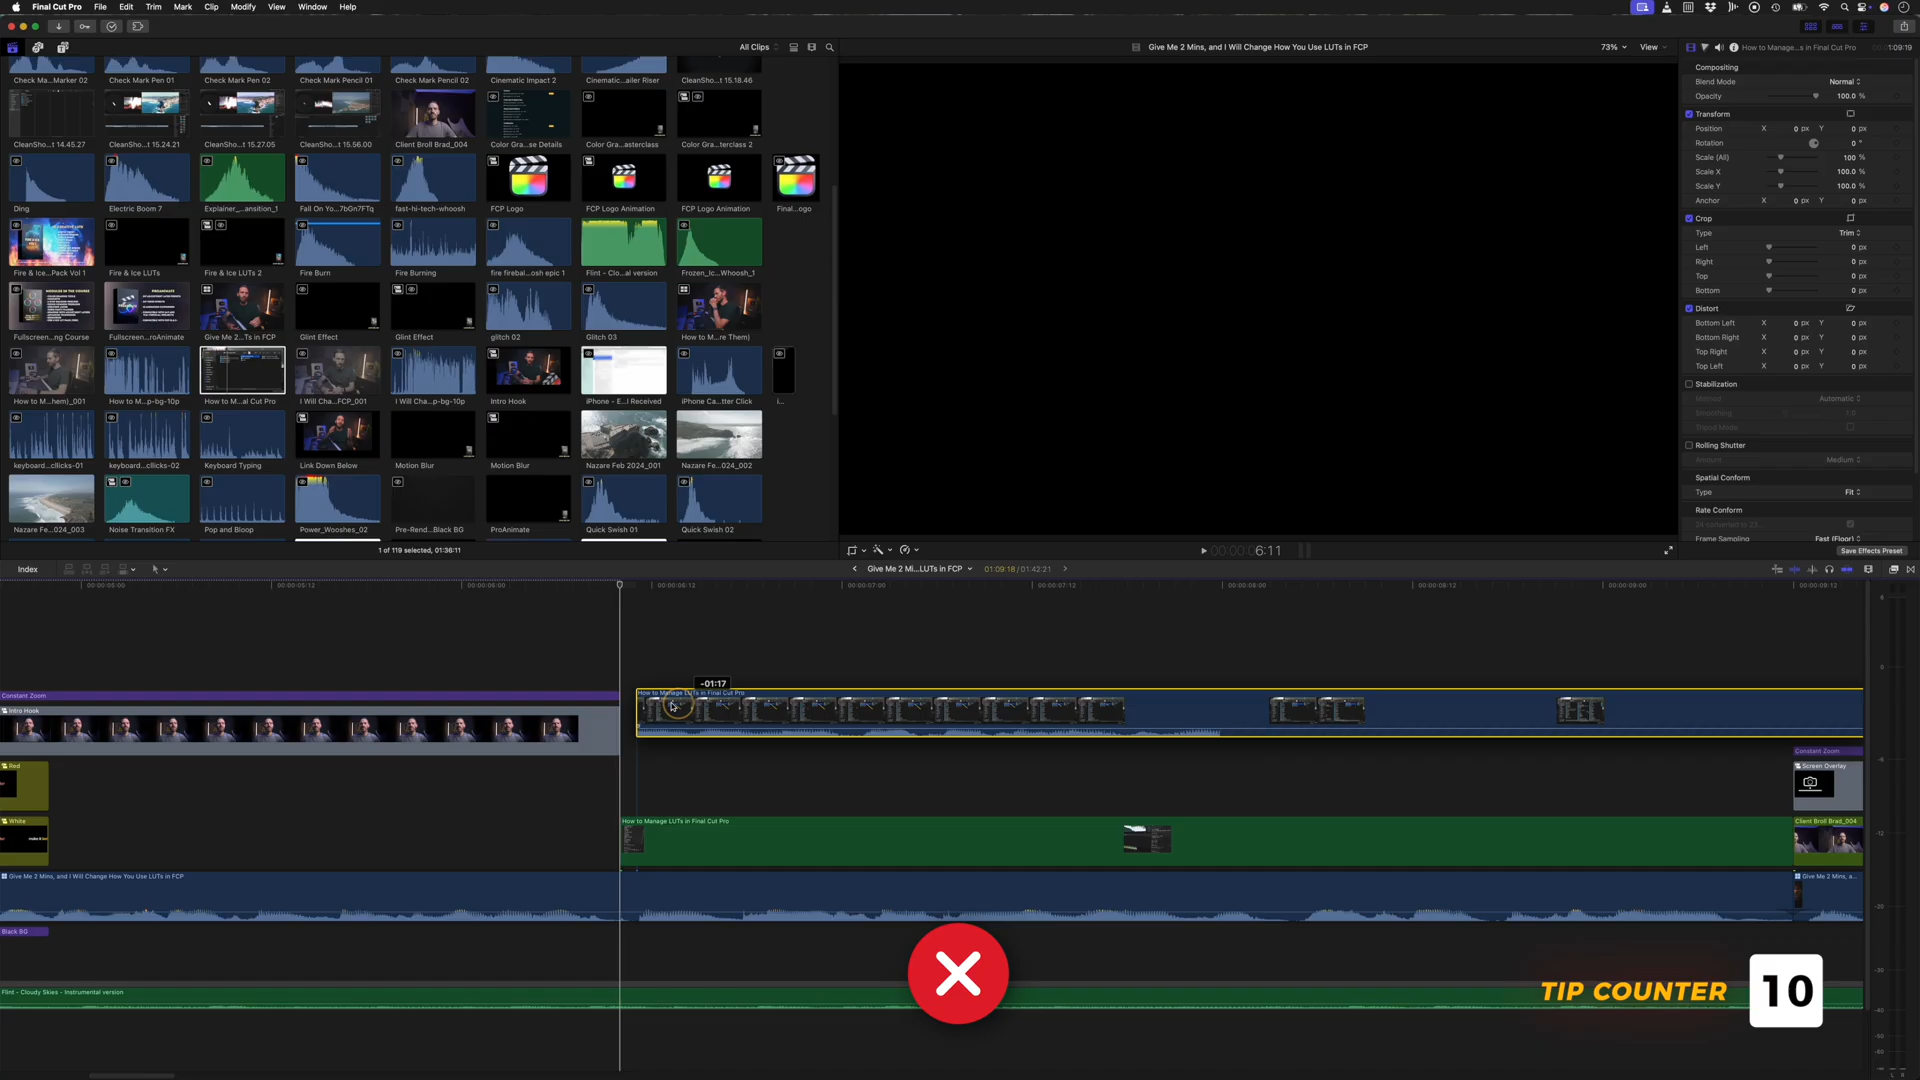 Final Cut Pro File Edit Trim Mark Clip Modify View Window Help
All Clips
Give Me 2 Mins, and I Will Change How You Use LUTs in FCP
73% View
How to Manage...s in Final Cut Pro 1:09:19
Check Ma...Marker 02 Check Mark Pen 01 Check Mark Pen 02 Check Mark Pencil 01 Check Mark Pencil 02 Cinematic Impact 2 Cinematic...ailer Riser CleanSho...t 15.18.46
CleanSho...t 14.45.27 CleanSho...t 15.24.21 CleanSho...t 15.27.05 CleanSho...t 15.56.00 Client Broll Brad_004 Color Gra...se Details Color Gra...asterclass Color Gra...terclass 2
Ding Electric Boom 7 Explainer_...ansition_1 Fall On Yo...7bGn7FTq fast-hi-tech-whoosh FCP Logo FCP Logo Animation FCP Logo Animation Final...ogo
Fire & Ice...Pack Vol 1 Fire & Ice LUTs Fire & Ice LUTs 2 Fire Burn Fire Burning fire firebal...osh epic 1 Flint - Clo...al version Frozen_Ic...Whoosh_1
Fullscreen...ng Course Fullscreen...roAnimate Give Me 2...Ts in FCP Glint Effect Glint Effect glitch 02 Glitch 03 How to M...re Them)
How to M...hem)_001 How to M...p-bg-10p How to M...al Cut Pro I Will Cha...FCP_001 I Will Cha...p-bg-10p Intro Hook iPhone - E...l Received iPhone Ca...tter Click i...
keyboard...cllicks-01 keyboard...cllicks-02 Keyboard Typing Link Down Below Motion Blur Motion Blur Nazare Feb 2024_001 Nazare Fe...024_002
Nazare Fe...024_003 Noise Transition FX Pop and Bloop Power_Wooshes_02 Pre-Rend...Black BG ProAnimate Quick Swish 01 Quick Swish 02
1 of 119 selected, 01:36:11
00:00:00:06:11
Compositing
Blend Mode Normal
Opacity 100.0 %
Transform
Position X 0 px Y 0 px
Rotation 0 °
Scale (All) 100 %
Scale X 100.0 %
Scale Y 100.0 %
Anchor X 0 px Y 0 px
Crop
Type Trim
Left 0 px
Right 0 px
Top 0 px
Bottom 0 px
Distort
Bottom Left X 0 px Y 0 px
Bottom Right X 0 px Y 0 px
Top Right X 0 px Y 0 px
Top Left X 0 px Y 0 px
Stabilization
Method Automatic
Smoothing 1.0
Tripod Mode
Rolling Shutter
Amount Medium
Spatial Conform
Type Fit
Rate Conform
Frame Sampling Fast (Floor)
Save Effects Preset
Index
Give Me 2 Mi...LUTs in FCP 01:09:18 / 01:42:21
00:00:05:00 00:00:05:12 00:00:06:00 00:00:06:12 00:00:07:00 00:00:07:12 00:00:08:00 00:00:08:12 00:00:09:00 00:00:09:12
-01:17
Constant Zoom
How to Manage LUTs in Final Cut Pro
Intro Hook
Constant Zoom
Red
Screen Overlay
White
How to Manage LUTs in Final Cut Pro
Client Broll Brad_004
Give Me 2 Mins, and I Will Change How You Use LUTs in FCP
Give Me 2 Mins, a...
Black BG
Flint - Cloudy Skies - Instrumental version
TIP COUNTER 10